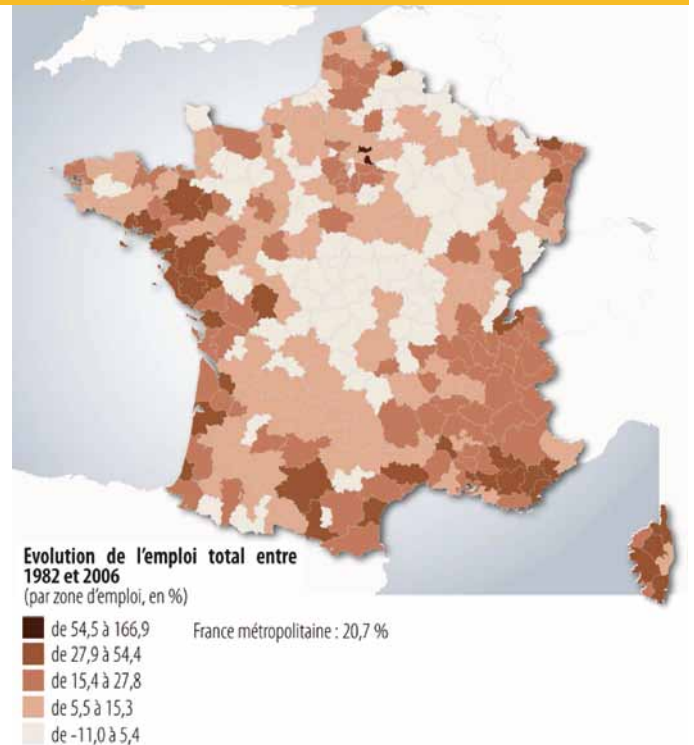 Evolution de l'emploi total entre
1982 et 2006
(par zone d'emploi, en %)
de 54,5 à 166,9
France métropolitaine : 20,7 %
de 27,9 à 54,4
de 15,4 à 27,8
de 5,5 à 15,3
de -11,0 à 5,4